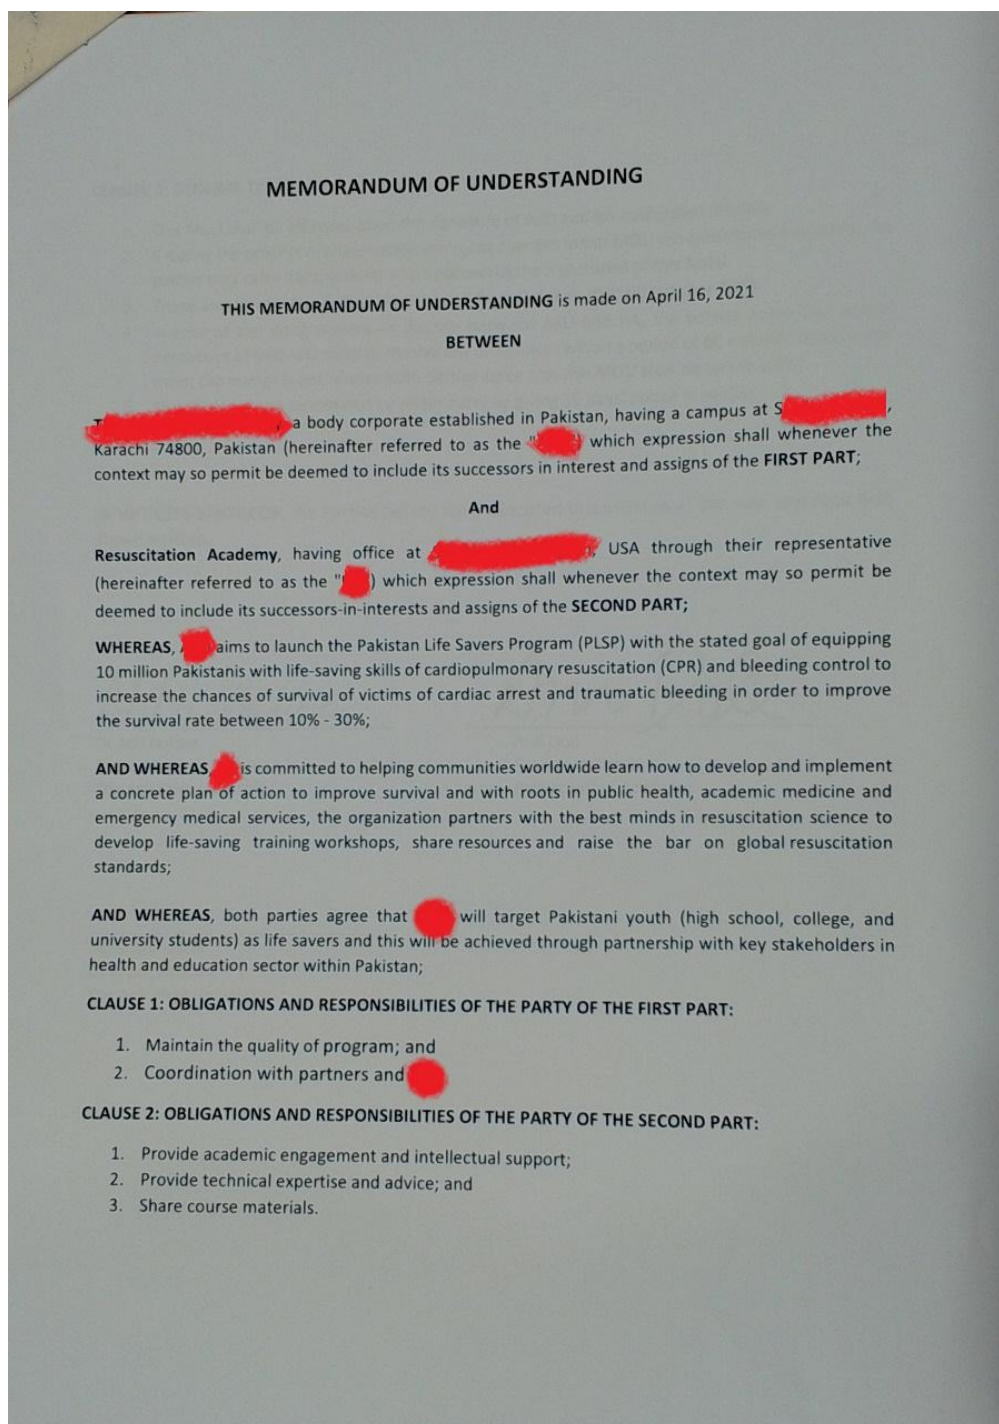 MEMORANDUM OF UNDERSTANDING
THIS MEMORANDUM OF UNDERSTANDING is made on April 16, 2021
BETWEEN
a body corporate established in Pakistan, having a campus at
Karachi 74800, Pakistan (hereinafter referred to as the " which expression shall whenever the
context may so permit be deemed to include its successors in interest and assigns of the FIRST PART;
And
Resuscitation Academy, having office at USA through their representative
(hereinafter referred to as the " ) which expression shall whenever the context may so permit be
deemed to include its successors-in-interests and assigns of the SECOND PART;
WHEREAS, aims to launch the Pakistan Life Savers Program (PLSP) with the stated goal of equipping
10 million Pakistanis with life-saving skills of cardiopulmonary resuscitation (CPR) and bleeding control to
increase the chances of survival of victims of cardiac arrest and traumatic bleeding in order to improve
the survival rate between 10% - 30%;
AND WHEREAS is committed to helping communities worldwide learn how to develop and implement
a concrete plan of action to improve survival and with roots in public health, academic medicine and
emergency medical services, the organization partners with the best minds in resuscitation science to
develop life-saving training workshops, share resources and raise the bar on global resuscitation
standards;
AND WHEREAS, both parties agree that will target Pakistani youth (high school, college, and
university students) as life savers and this will be achieved through partnership with key stakeholders in
health and education sector within Pakistan;
CLAUSE 1: OBLIGATIONS AND RESPONSIBILITIES OF THE PARTY OF THE FIRST PART:
1. Maintain the quality of program; and
2. Coordination with partners and
CLAUSE 2: OBLIGATIONS AND RESPONSIBILITIES OF THE PARTY OF THE SECOND PART:
1. Provide academic engagement and intellectual support;
2. Provide technical expertise and advice; and
3. Share course materials.